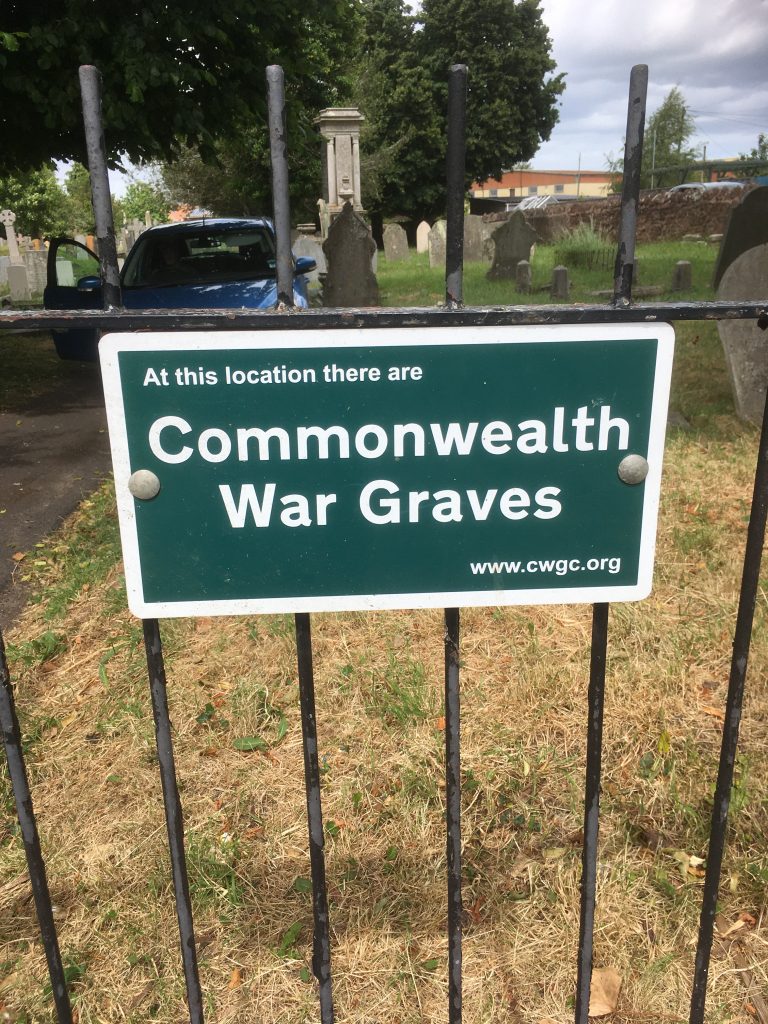 At this location there are
Commonwealth
War Graves
www.cwgc.org